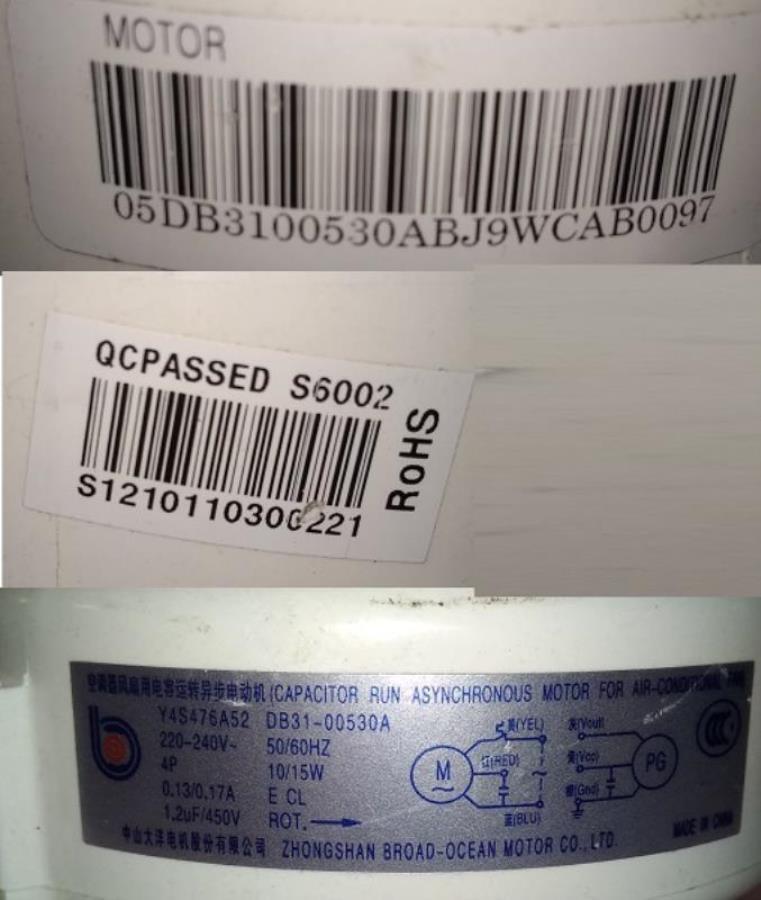 MOTOR
05DB3100530ABJ9WCAB0097
QCPASSED S6002
RoHS
S1210110300221
空调器风扇用电容运转异步电动机(CAPACITOR RUN ASYNCHRONOUS MOTOR FOR AIR-CONDITIONAL
Y4S476A52 DB31-00530A
220-240V~ 50/60HZ
4P 10/15W
0.13/0.17A E CL
1.2uF/450V ROT.
中山大洋电机股份有限公司 ZHONGSHAN BROAD-OCEAN MOTOR CO.,LTD.
MADE IN CHINA
黄(YEL)
红(RED)
蓝(BLU)
M
~
(Vout)
(Vcc)
(Gnd)
PG
CCC